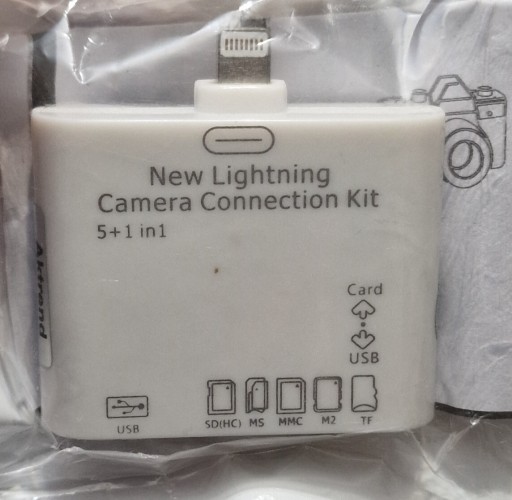 New Lightning
Camera Connection Kit
5+1 in1
Card
USB
USB
SD(HC) MS MMC M2 TF